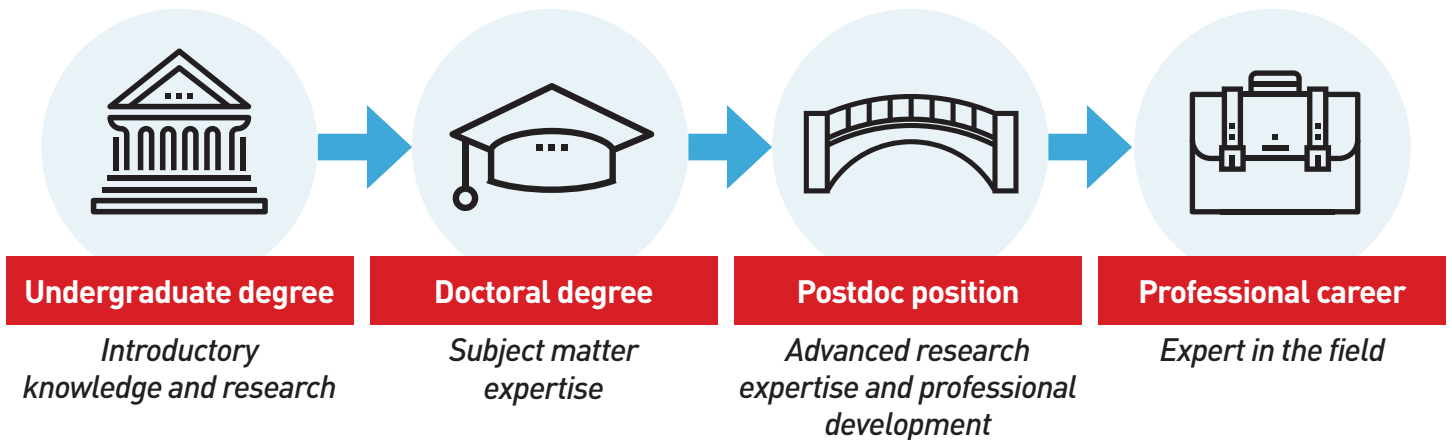 Undergraduate degree
Introductory
knowledge and research
Doctoral degree
Subject matter
expertise
Postdoc position
Advanced research
expertise and professional
development
Professional career
Expert in the field